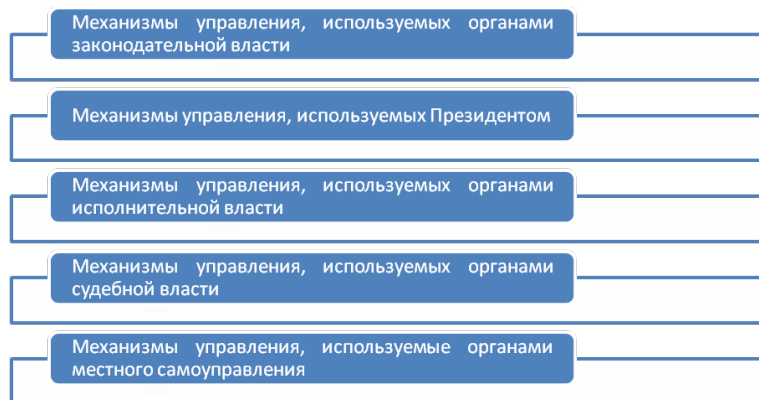 Механизмы управления, используемых органами
законодательной власти
Механизмы управления, используемых Президентом
Механизмы управления, используемых органами
исполнительной власти
Механизмы управления, используемых органами
судебной власти
Механизмы управления, используемые органами
местного самоуправления